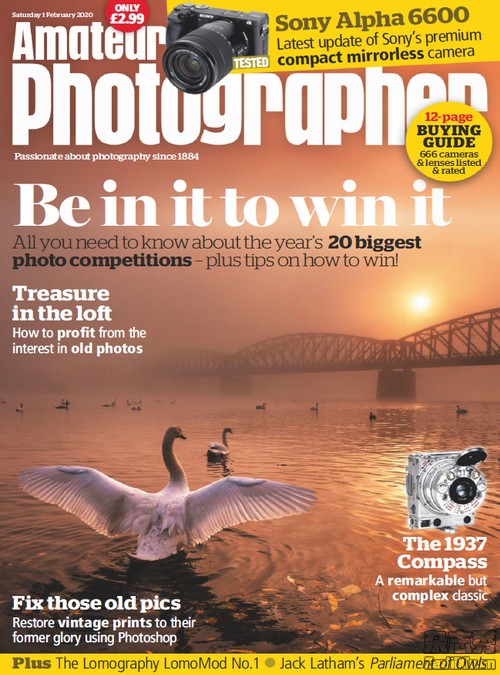 Saturday 1 February 2020
ONLY
£2.99
Amateur
Photographer
Passionate about photography since 1884
SONY
TESTED
Sony Alpha 6600
Latest update of Sony's premium
compact mirrorless camera
12-page
BUYING
GUIDE
666 cameras
& lenses listed
& rated
Be in it to win it
All you need to know about the year's 20 biggest
photo competitions – plus tips on how to win!
Treasure
in the loft
How to profit from the
interest in old photos
The 1937
Compass
A remarkable but
complex classic
Fix those old pics
Restore vintage prints to their
former glory using Photoshop
Plus The Lomography LomoMod No.1 ● Jack Latham's Parliament of Owls